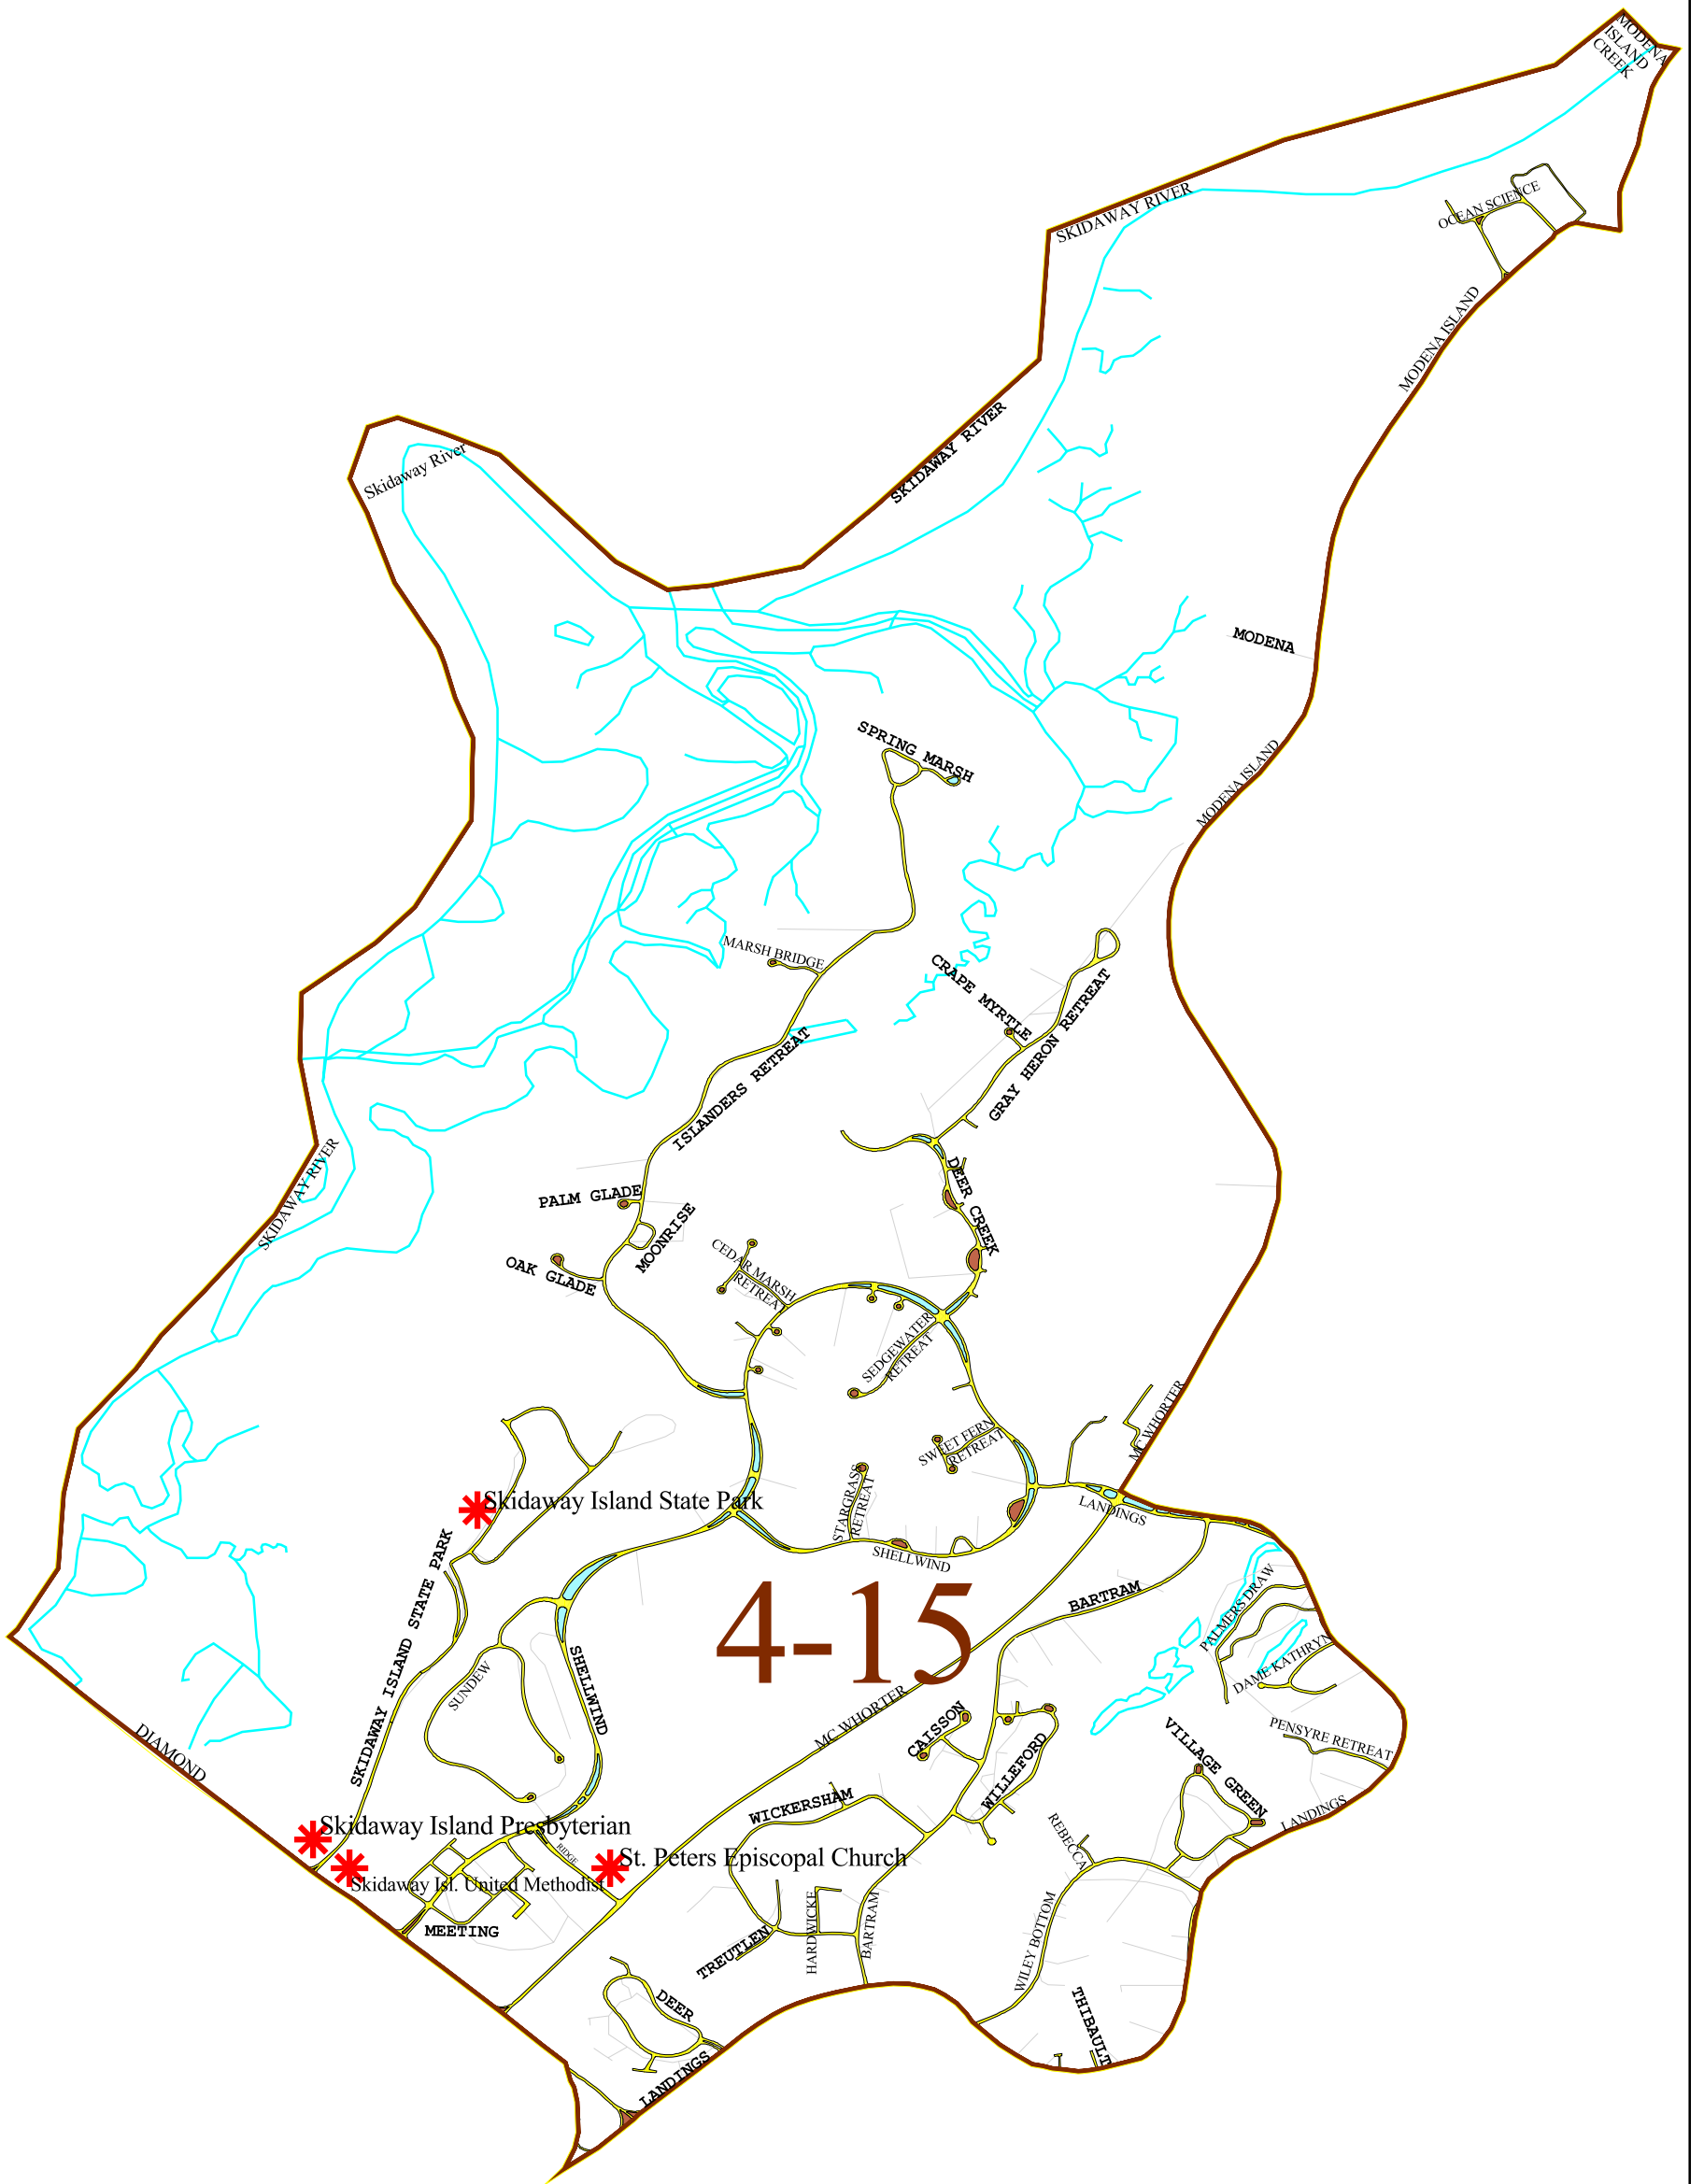 MODENA
ISLAND
CREEK
OCEAN SCIENCE
SKIDAWAY RIVER
MODENA ISLAND
SKIDAWAY RIVER
Skidaway River
MODENA
SPRING MARSH
MODENA ISLAND
MARSH BRIDGE
CRAPE MYRTLE
GRAY HERON RETREAT
ISLANDERS RETREAT
SKIDAWAY RIVER
DEER CREEK
PALM GLADE
MOONRISE
OAK GLADE
CEDAR MARSH
RETREAT
SEDGEWATER
RETREAT
MC WHORTER
SWEET FERN
RETREAT
STARGRASS
RETREAT
Skidaway Island State Park
LANDINGS
SHELLWIND
SKIDAWAY ISLAND STATE PARK
4-15
BARTRAM
PALMERS DRAW
DAME KATHRYN
SUNDEW
SHELLWIND
MC WHORTER
CAISSON
WILLEFORD
PENSYRE RETREAT
VILLAGE GREEN
DIAMOND
WICKERSHAM
LANDINGS
Skidaway Island Presbyterian
REBECCA
RIDGE
St. Peters Episcopal Church
Skidaway Isl. United Methodist
MEETING
TREUTLEN
HARDWICKE
BARTRAM
WILEY BOTTOM
DEER
THIBAULT
LANDINGS